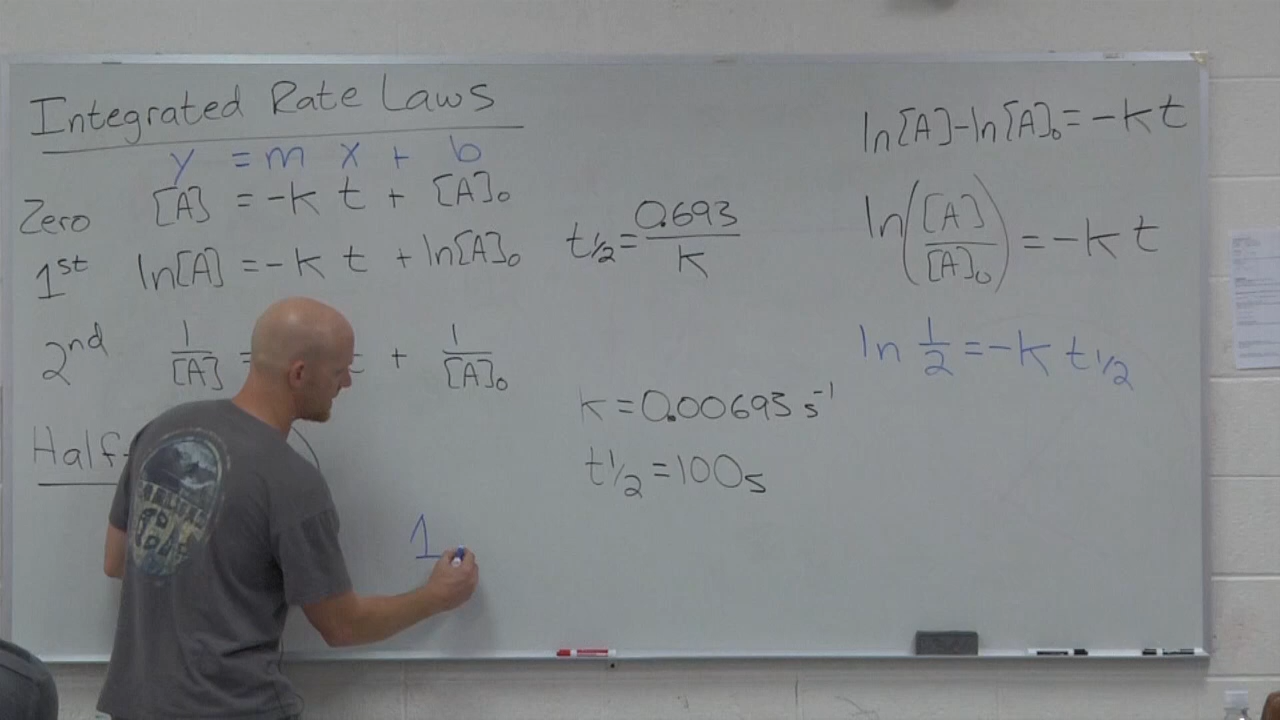 Integrated Rate Laws
y = m x + b
Zero [A] = -k t + [A]₀
1st ln[A] = -k t + ln[A]₀
2nd 1/[A] = + 1/[A]₀
Half-
1
t1/2 = 0.693/k
k = 0.00693 s⁻¹
t1/2 = 100s
ln[A]-ln[A]₀ = -k t
ln([A]/[A]₀) = -k t
ln 1/2 = -k t1/2